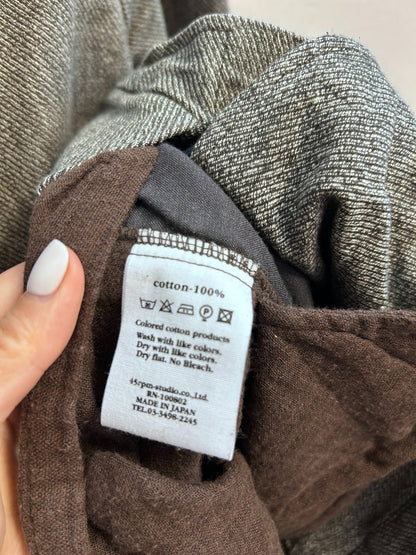 cotton-100%
Colored cotton products
Wash with like colors.
Dry with like colors.
Dry flat. No Bleach.
45rpm-studio.co.,Ltd.
RN-100802
MADE IN JAPAN
TEL.03-3498-2245